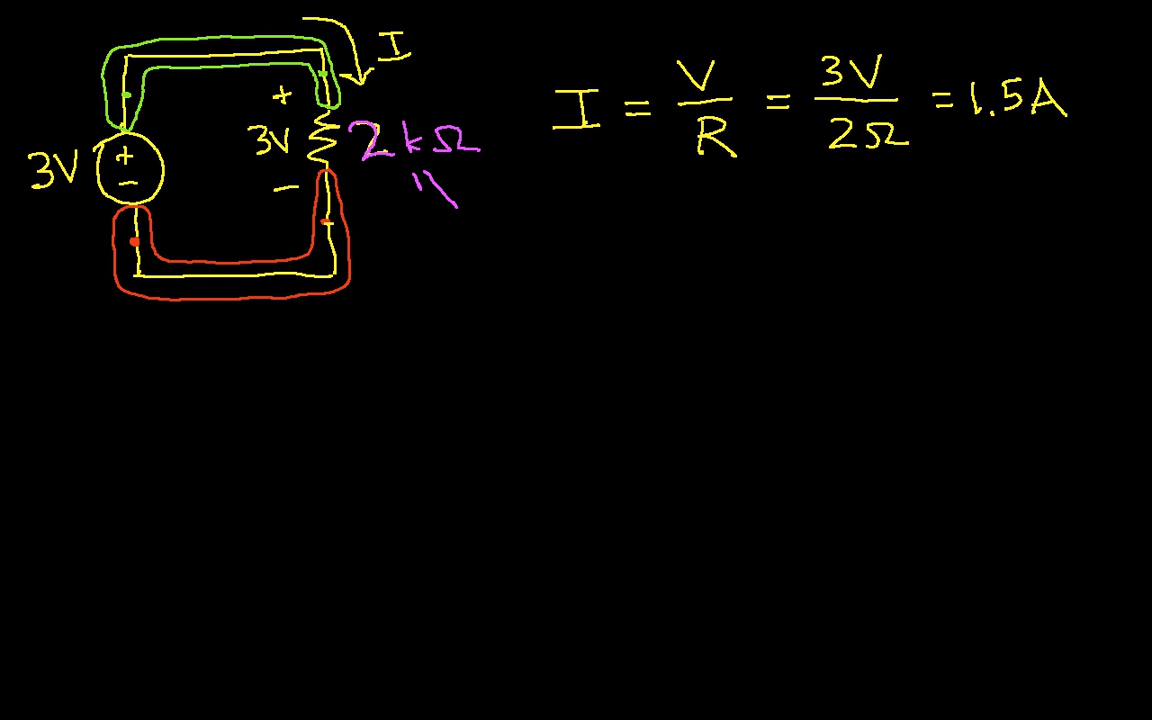 I
+
3V
+
-
3V
-
2kΩ
I = V/R = 3V/2Ω = 1.5A